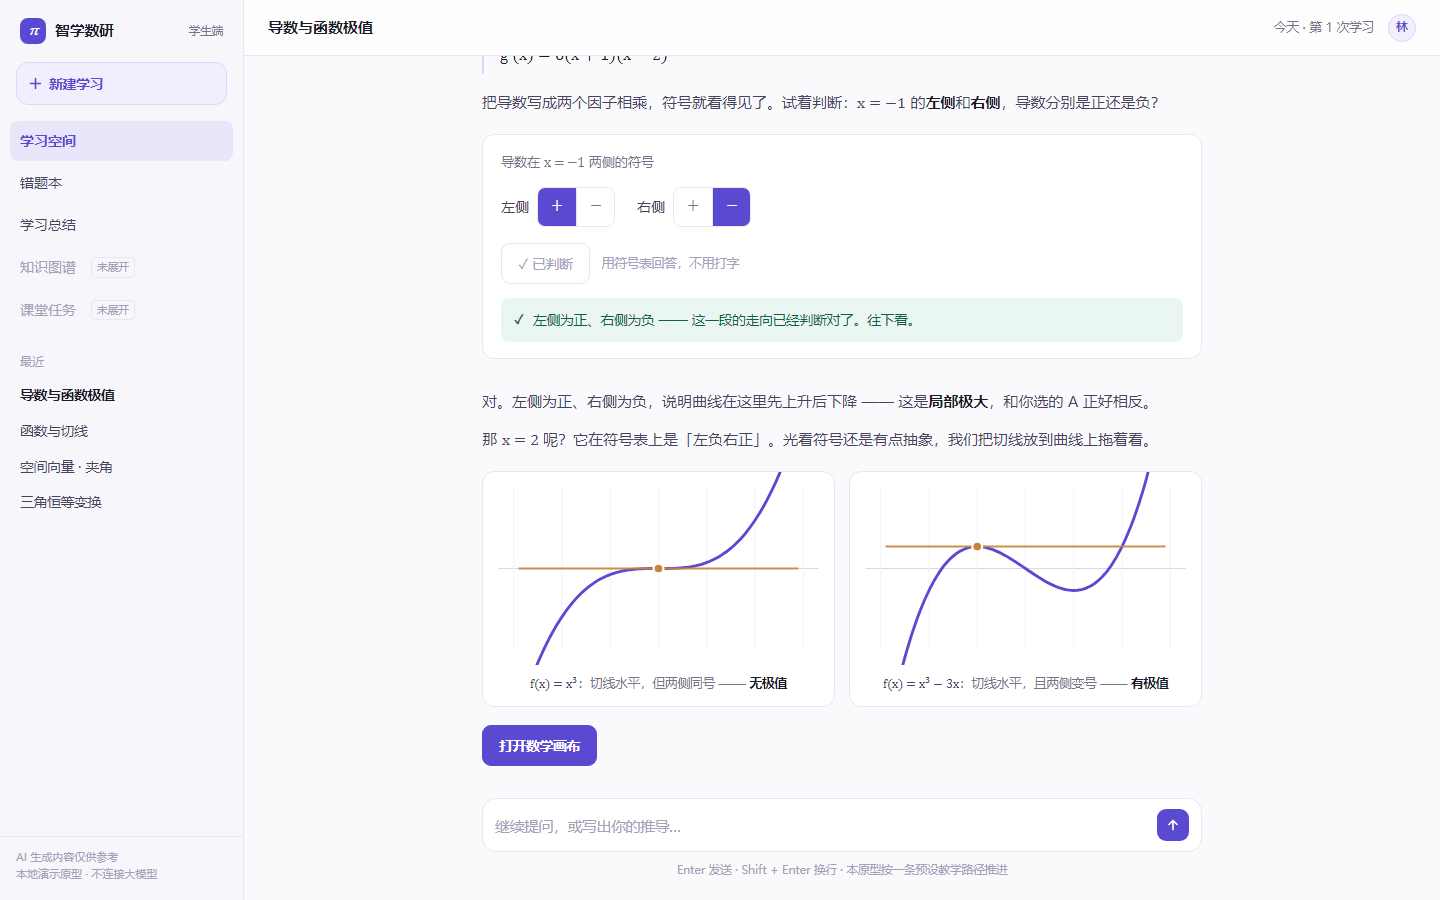 π 智学数研 学生端
+ 新建学习
学习空间
错题本
学习总结
知识图谱 未展开
课堂任务 未展开
最近
导数与函数极值
函数与切线
空间向量 · 夹角
三角恒等变换
AI 生成内容仅供参考
本地演示原型 · 不连接大模型
导数与函数极值
今天 · 第 1 次学习 林
把导数写成两个因子相乘，符号就看得见了。试着判断：x = −1 的左侧和右侧，导数分别是正还是负？
导数在 x = −1 两侧的符号
左侧 + − 右侧 + −
✓ 已判断 用符号表回答，不用打字
✓ 左侧为正、右侧为负 —— 这一段的走向已经判断对了。往下看。
对。左侧为正、右侧为负，说明曲线在这里先上升后下降 —— 这是局部极大，和你选的 A 正好相反。
那 x = 2 呢？它在符号表上是「左负右正」。光看符号还是有点抽象，我们把切线放到曲线上拖着看。
f(x) = x³：切线水平，但两侧同号 —— 无极值
f(x) = x³ − 3x：切线水平，且两侧变号 —— 有极值
打开数学画布
继续提问，或写出你的推导...
Enter 发送 · Shift + Enter 换行 · 本原型按一条预设教学路径推进